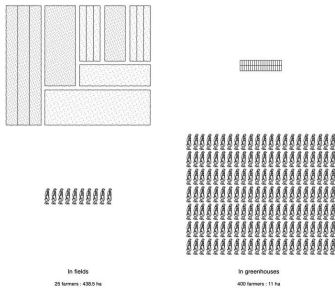 In fields
25 farmers : 438.5 ha
In greenhouses
400 farmers : 11 ha